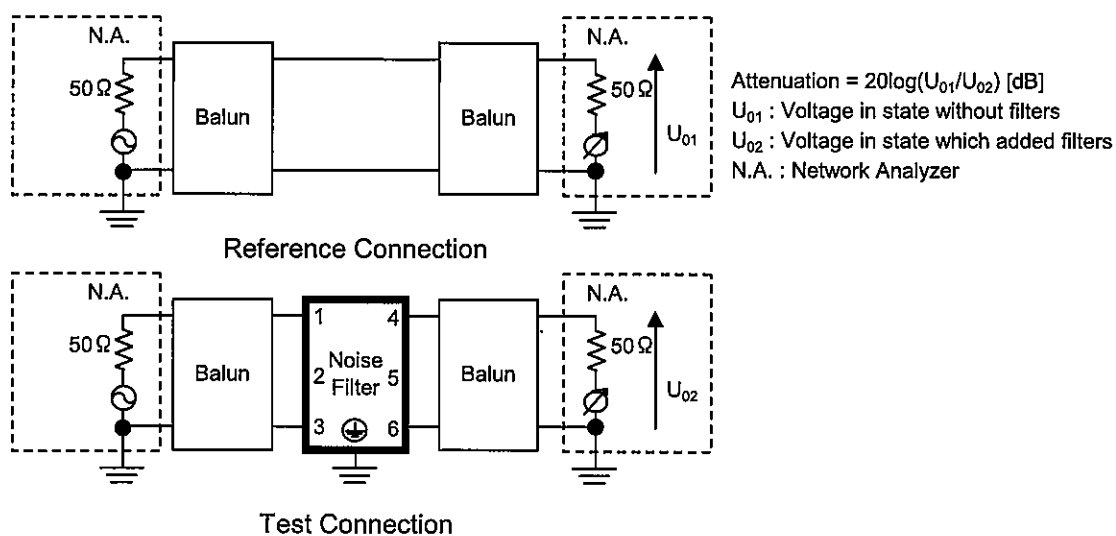 N.A.
50Ω
Balun
Balun
N.A.
50Ω
U01
Attenuation = 20log(U01/U02) [dB]
U01 : Voltage in state without filters
U02 : Voltage in state which added filters
N.A. : Network Analyzer
Reference Connection
N.A.
50Ω
Balun
1 4
2 Noise Filter 5
3 6
Balun
N.A.
50Ω
U02
Test Connection